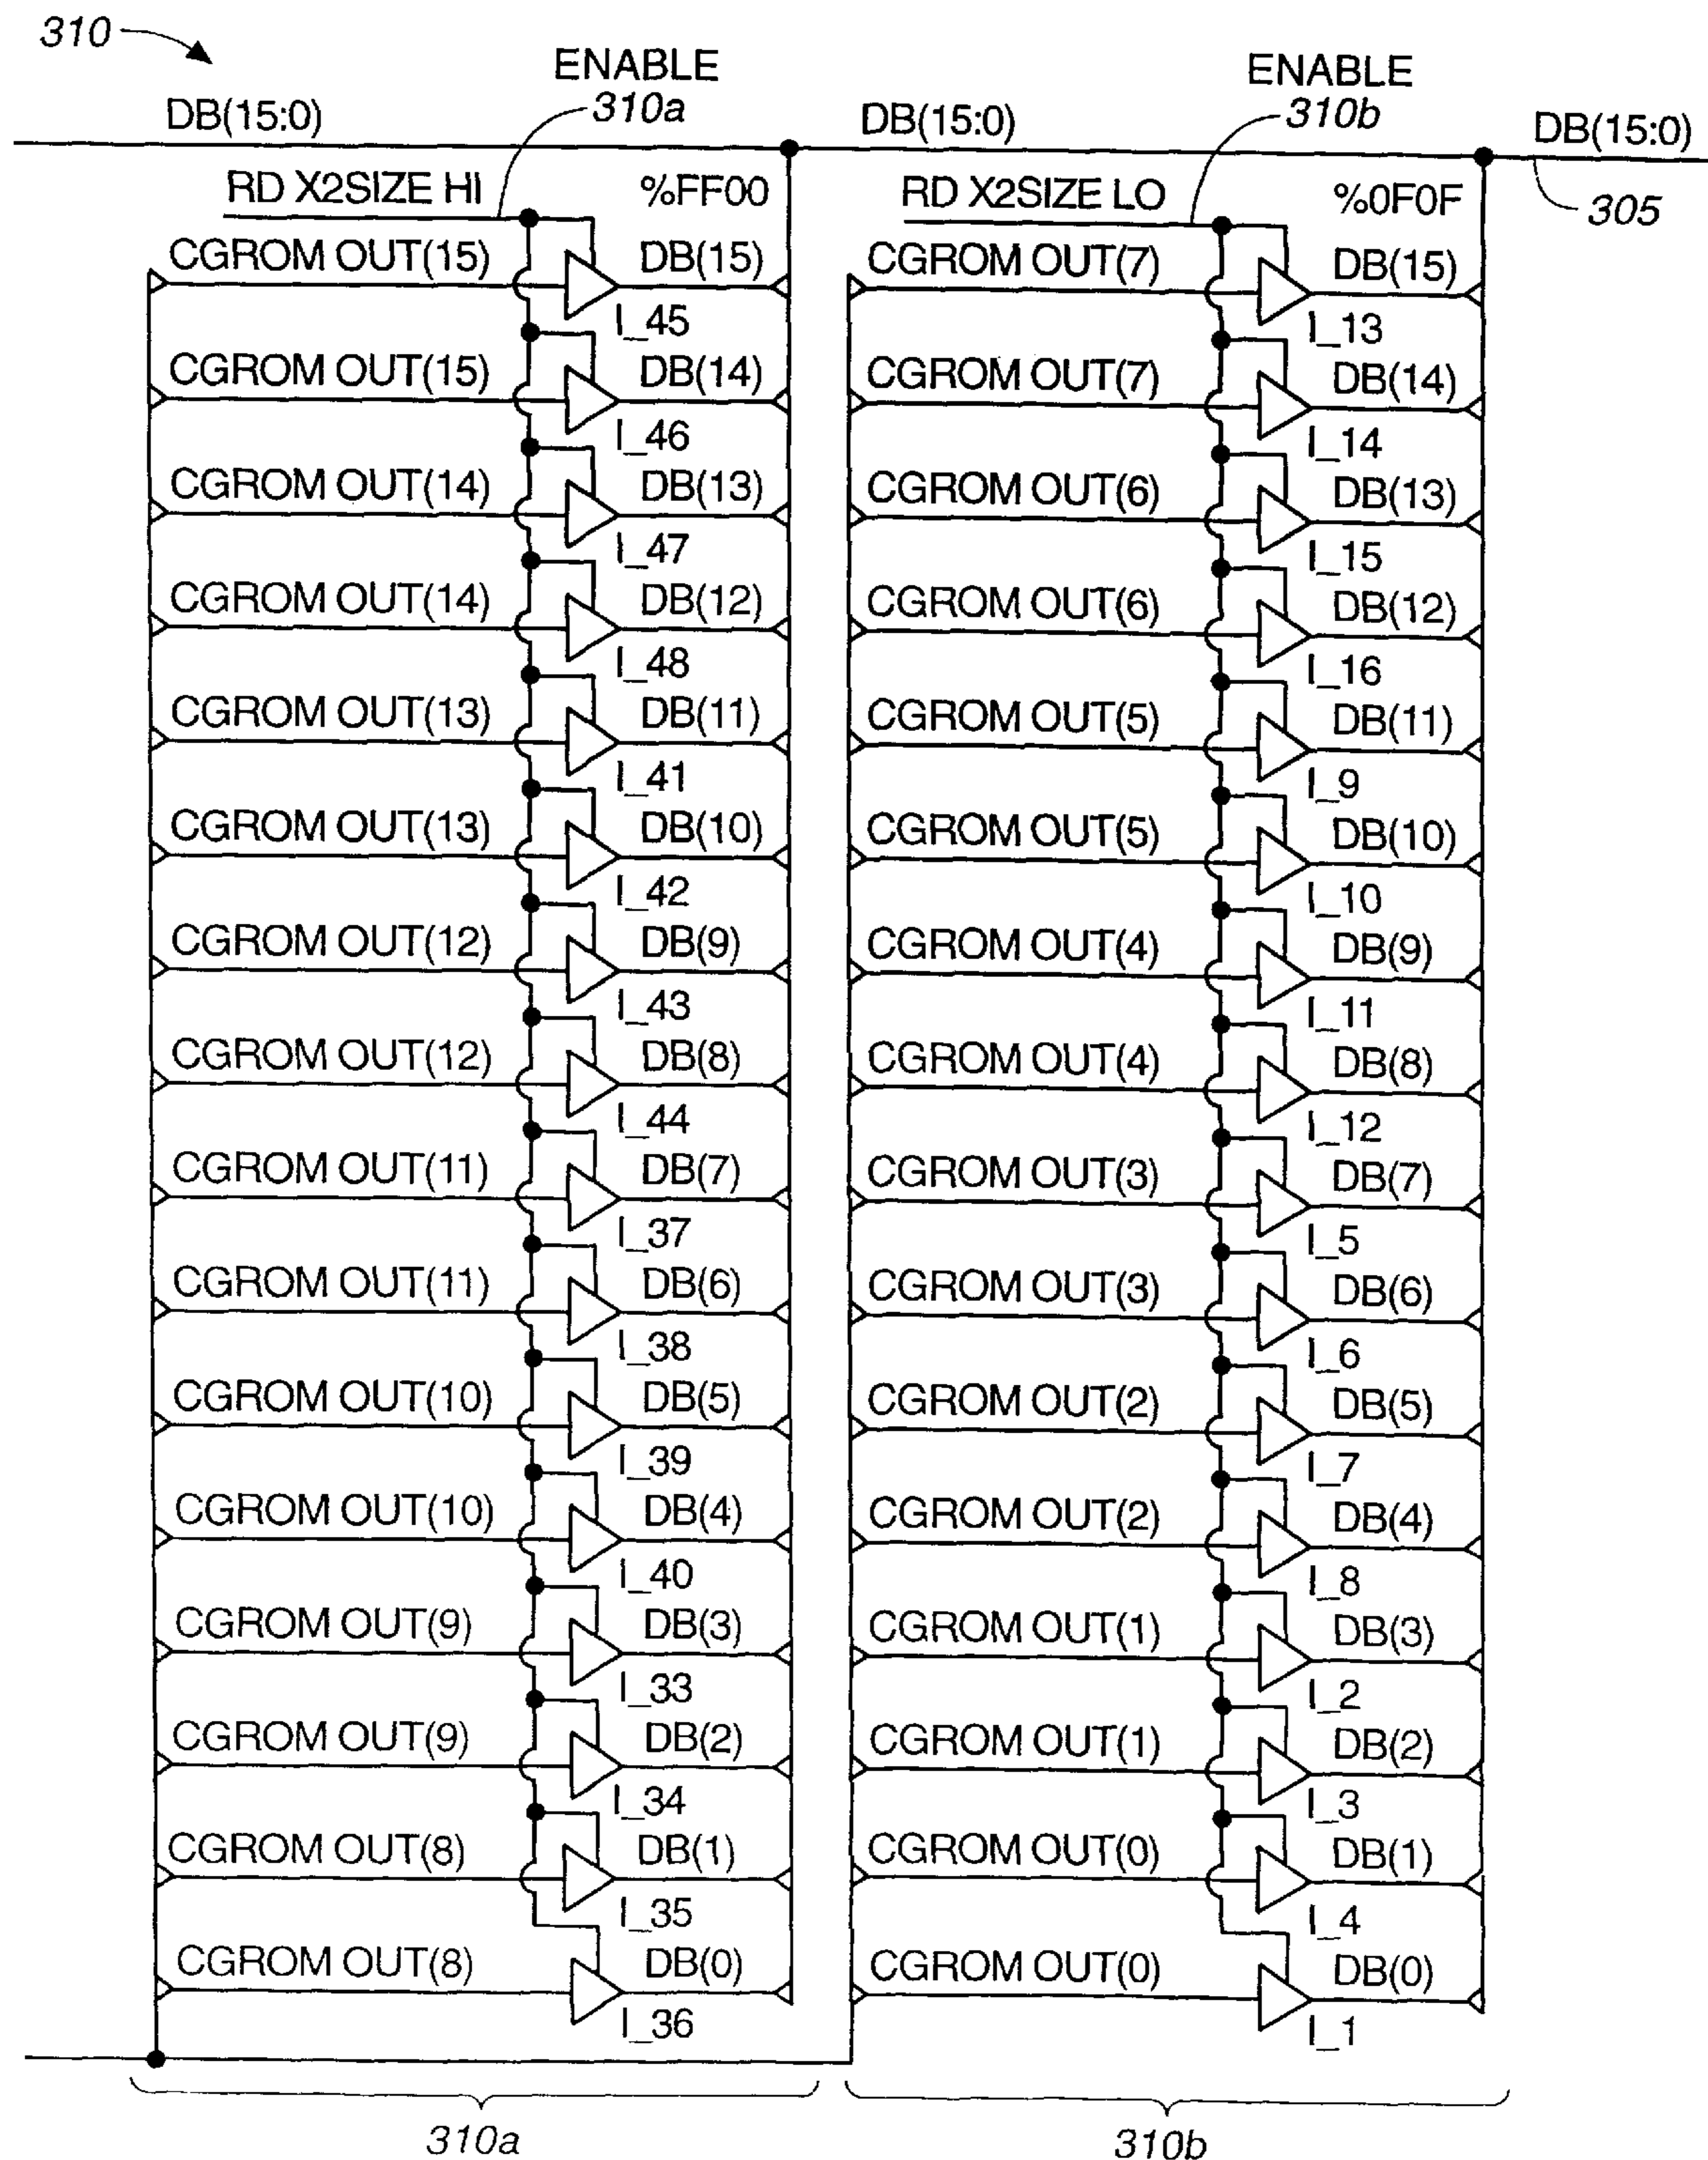 310
ENABLE
310a
ENABLE
310b
DB(15:0)
DB(15:0)
DB(15:0)
305
RD X2SIZE HI
%FF00
RD X2SIZE LO
%0F0F
CGROM OUT(15) DB(15) CGROM OUT(7) DB(15)
I_45 I_13
CGROM OUT(15) DB(14) CGROM OUT(7) DB(14)
I_46 I_14
CGROM OUT(14) DB(13) CGROM OUT(6) DB(13)
I_47 I_15
CGROM OUT(14) DB(12) CGROM OUT(6) DB(12)
I_48 I_16
CGROM OUT(13) DB(11) CGROM OUT(5) DB(11)
I_41 I_9
CGROM OUT(13) DB(10) CGROM OUT(5) DB(10)
I_42 I_10
CGROM OUT(12) DB(9) CGROM OUT(4) DB(9)
I_43 I_11
CGROM OUT(12) DB(8) CGROM OUT(4) DB(8)
I_44 I_12
CGROM OUT(11) DB(7) CGROM OUT(3) DB(7)
I_37 I_5
CGROM OUT(11) DB(6) CGROM OUT(3) DB(6)
I_38 I_6
CGROM OUT(10) DB(5) CGROM OUT(2) DB(5)
I_39 I_7
CGROM OUT(10) DB(4) CGROM OUT(2) DB(4)
I_40 I_8
CGROM OUT(9) DB(3) CGROM OUT(1) DB(3)
I_33 I_2
CGROM OUT(9) DB(2) CGROM OUT(1) DB(2)
I_34 I_3
CGROM OUT(8) DB(1) CGROM OUT(0) DB(1)
I_35 I_4
CGROM OUT(8) DB(0) CGROM OUT(0) DB(0)
I_36 I_1
310a
310b